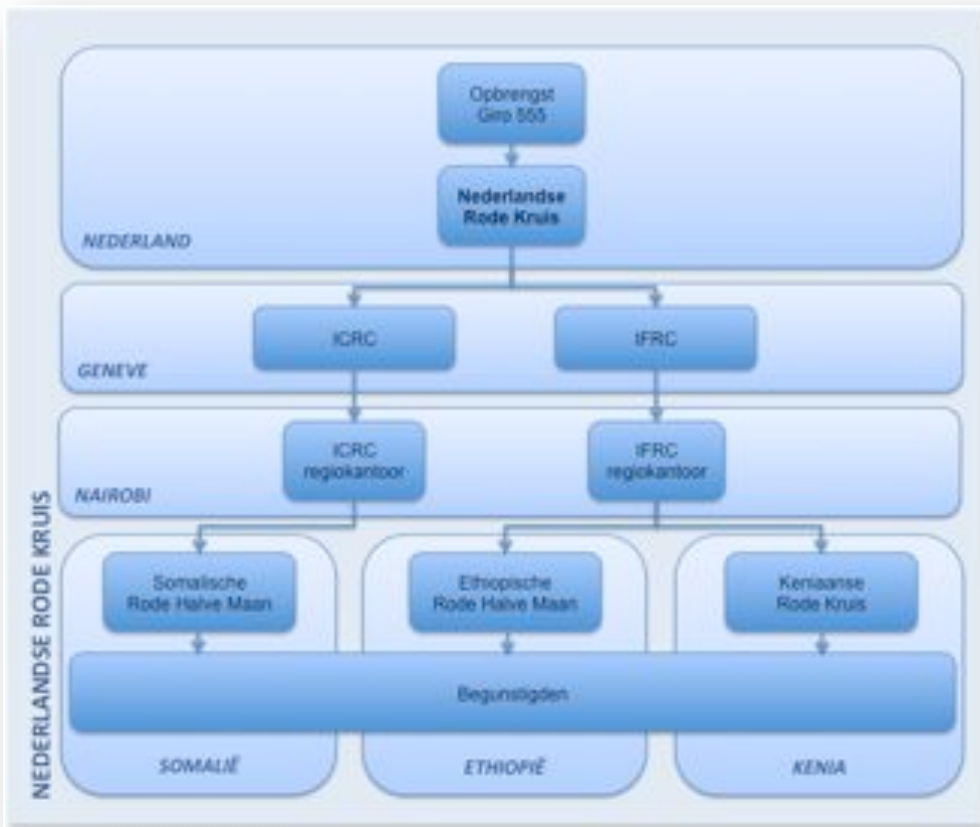 Opbrengst
Giro 555
Nederlandse
Rode Kruis
NEDERLAND
ICRC
IFRC
GENEVE
ICRC
regiokantoor
IFRC
regiokantoor
NAIROBI
Somalische
Rode Halve Maan
Ethiopische
Rode Halve Maan
Keniaanse
Rode Kruis
Begunstigden
SOMALIË
ETHIOPIË
KENIA
NEDERLANDSE RODE KRUIS